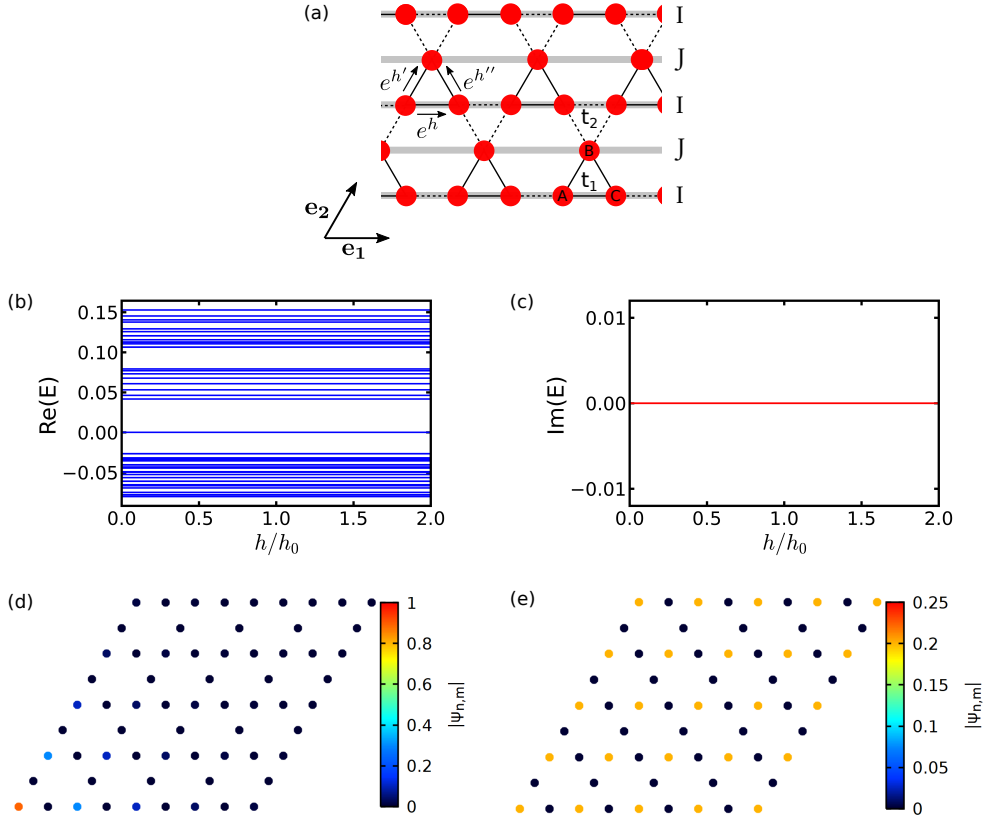 (a)
I
J
e^{h'}
e^{h''}
I
e^h
t₂
J
B
t₁
A
C
I
e₂
e₁
(b)
Re(E)
0.15
0.10
0.05
0.00
−0.05
0.0 0.5 1.0 1.5 2.0
h/h₀
(c)
Im(E)
0.01
0.00
−0.01
0.0 0.5 1.0 1.5 2.0
h/h₀
(d)
1
0.8
0.6
0.4
0.2
0
|ψn,m|
(e)
0.25
0.2
0.15
0.1
0.05
0
|ψn,m|